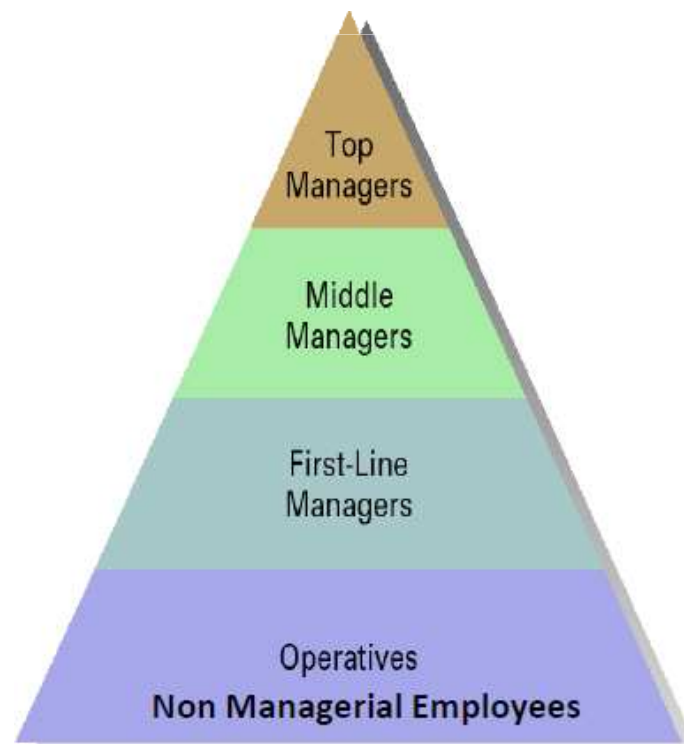 Top
Managers
Middle
Managers
First-Line
Managers
Operatives
Non Managerial Employees